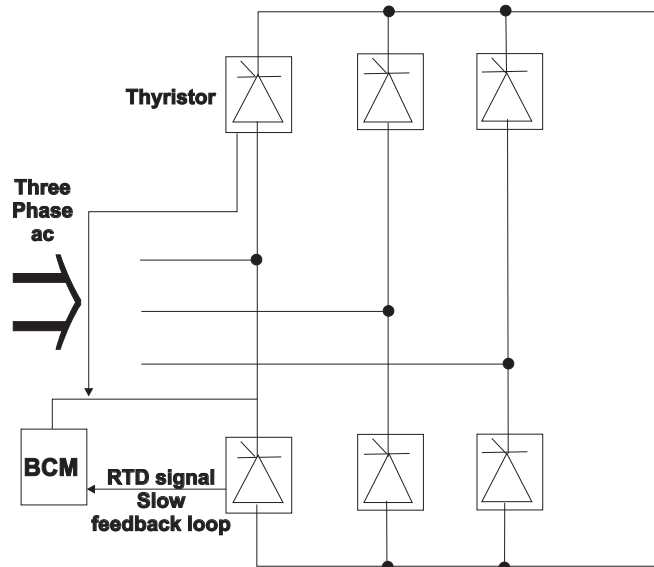 Thyristor
Three
Phase
ac
BCM
RTD signal
Slow
feedback loop